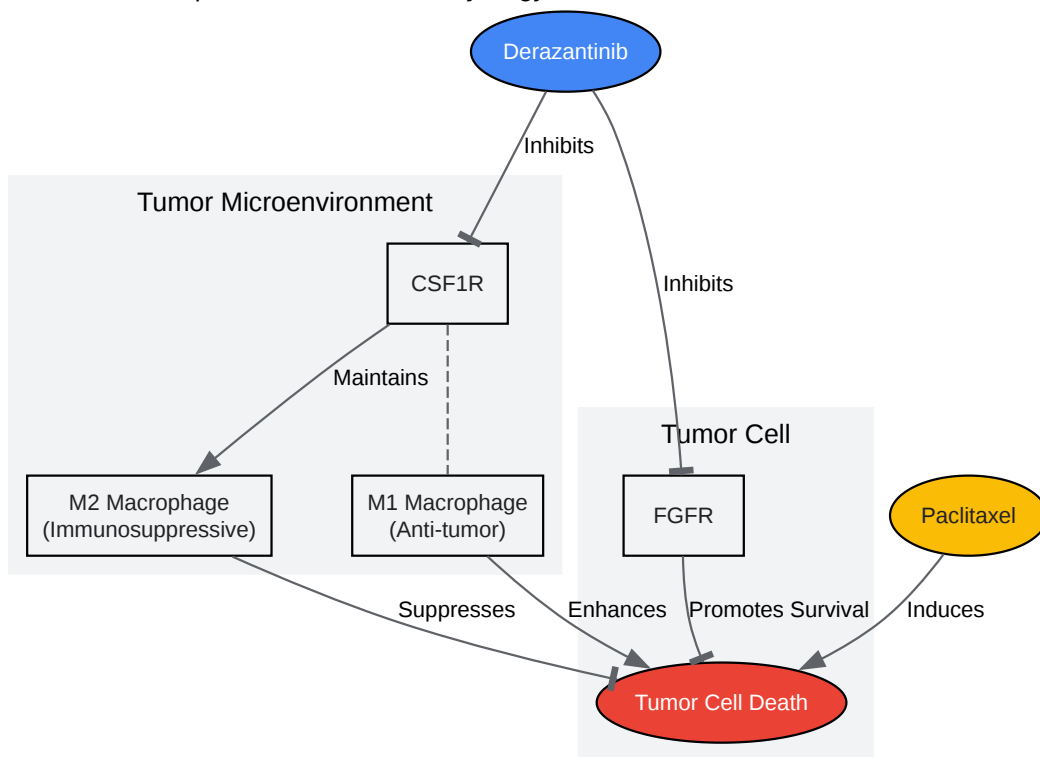 Derazantinib
Inhibits
Tumor Microenvironment
CSF1R
Inhibits
Maintains
Tumor Cell
M2 Macrophage
(Immunosuppressive)
M1 Macrophage
(Anti-tumor)
FGFR
Paclitaxel
Suppresses
Enhances
Promotes Survival
Induces
Tumor Cell Death